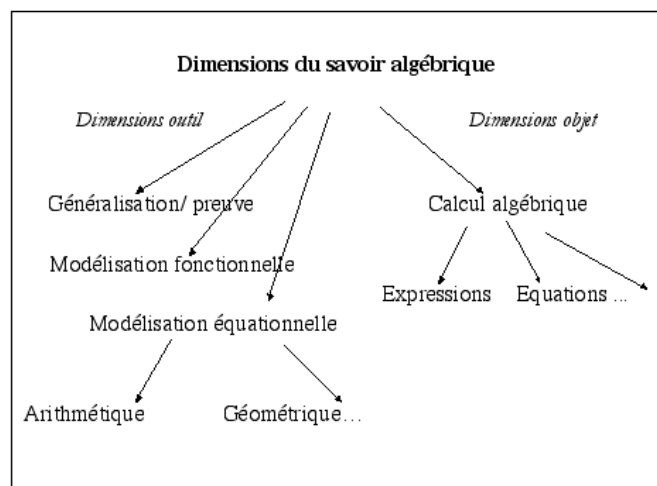 Dimensions du savoir algébrique
Dimensions outil
Dimensions objet
Généralisation/ preuve
Calcul algébrique
Modélisation fonctionnelle
Expressions
Equations ...
Modélisation équationnelle
Arithmétique
Géométrique...